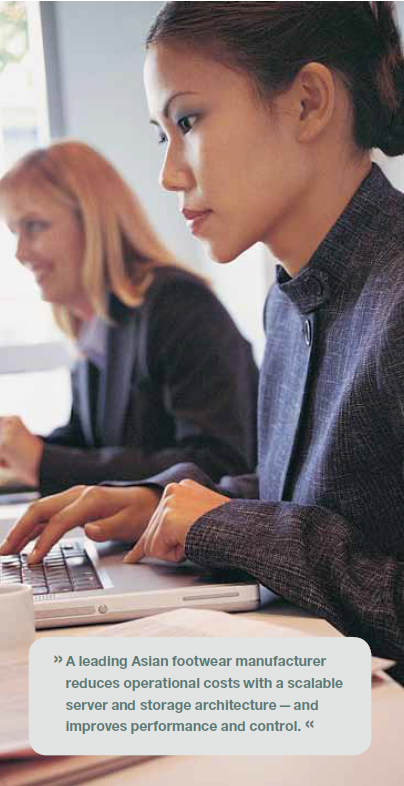 » A leading Asian footwear manufacturer
reduces operational costs with a scalable
server and storage architecture — and
improves performance and control. «